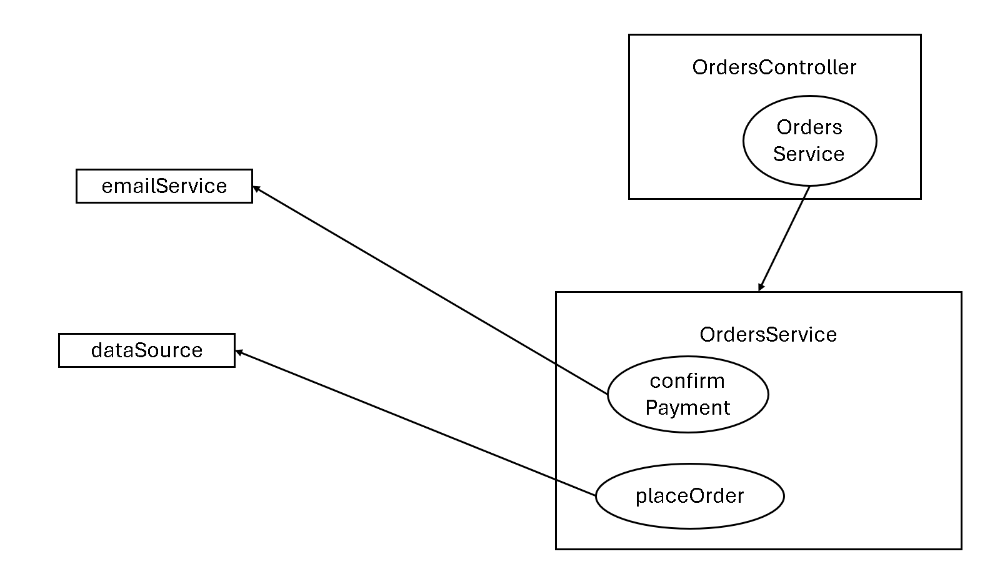 OrdersController
Orders
Service
emailService
dataSource
OrdersService
confirm
Payment
placeOrder